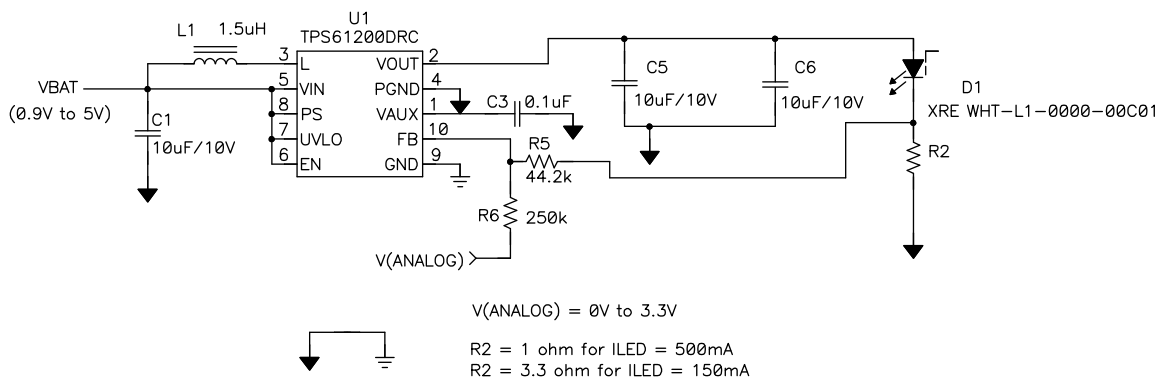 U1
TPS61200DRC
L1 1.5uH
3 L VOUT 2
VBAT 5 VIN PGND 4
(0.9V to 5V)
8 PS VAUX 1 C3 0.1uF
7 UVLO FB 10
6 EN GND 9
C1
10uF/10V
C5
10uF/10V
C6
10uF/10V
D1
XRE WHT-L1-0000-00C01
R5
44.2k
R2
R6 250k
V(ANALOG)
V(ANALOG) = 0V to 3.3V
R2 = 1 ohm for ILED = 500mA
R2 = 3.3 ohm for ILED = 150mA